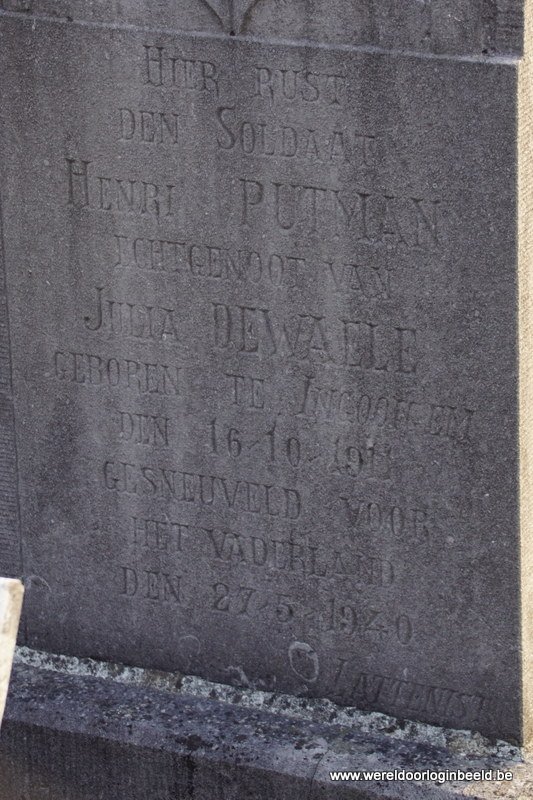 HIER RUST
DEN SOLDAAT
HENRI PUTMAN
ECHTGENOOT VAN
JULIA DEWAELE
GEBOREN TE INGOOIGEM
DEN 16-10-1911
GESNEUVELD VOOR
HET VADERLAND
DEN 27-5-1940
www.wereldoorloginbeeld.be